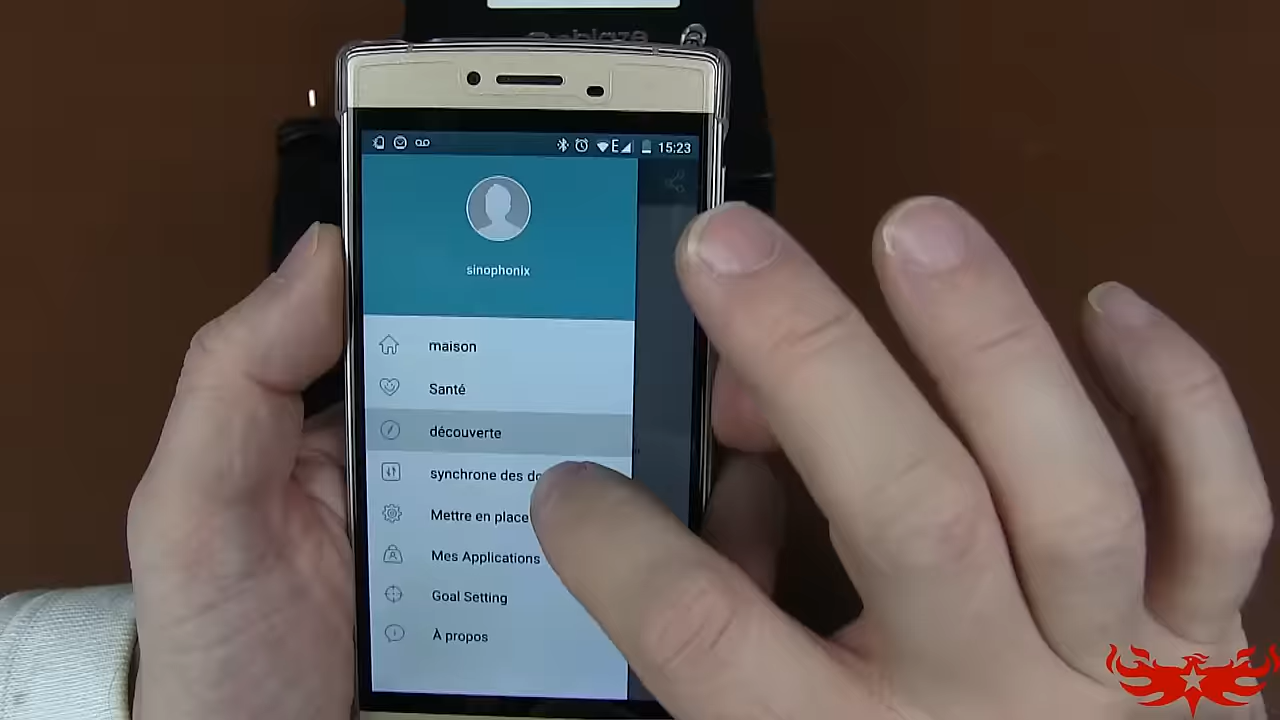 15:23
sinophonix
maison
Santé
découverte
synchrone des
Mettre en place
Mes Applications
Goal Setting
À propos